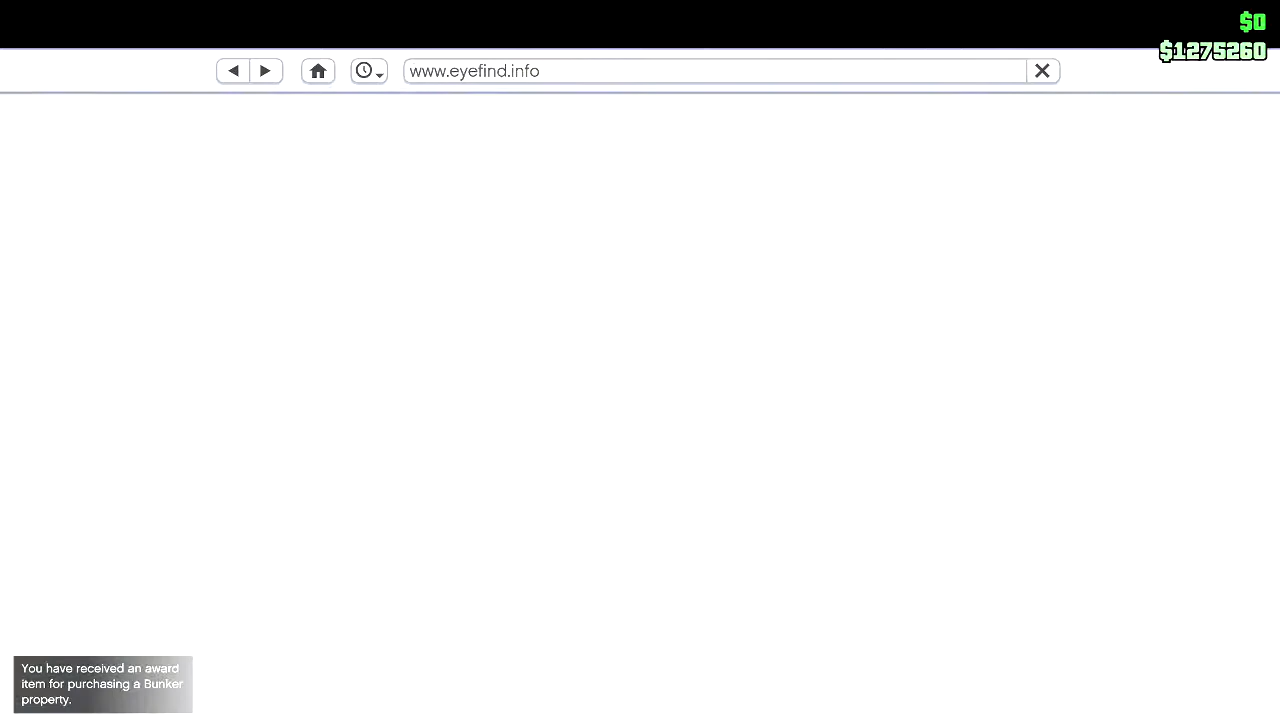 $0
$1275260
www.eyefind.info
You have received an award
item for purchasing a Bunker
property.